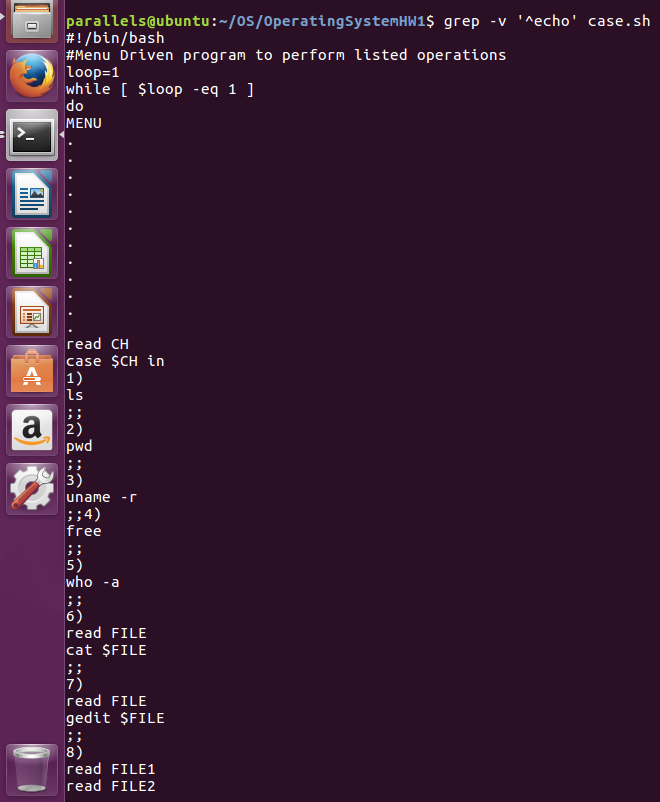 parallels@ubuntu:~/OS/OperatingSystemHW1$ grep -v '^echo' case.sh
#!/bin/bash
#Menu Driven program to perform listed operations
loop=1
while [ $loop -eq 1 ]
do
MENU
.
.
.
.
.
.
.
.
.
.
.
.
read CH
case $CH in
1)
ls
;;
2)
pwd
;;
3)
uname -r
;;4)
free
;;
5)
who -a
;;
6)
read FILE
cat $FILE
;;
7)
read FILE
gedit $FILE
;;
8)
read FILE1
read FILE2